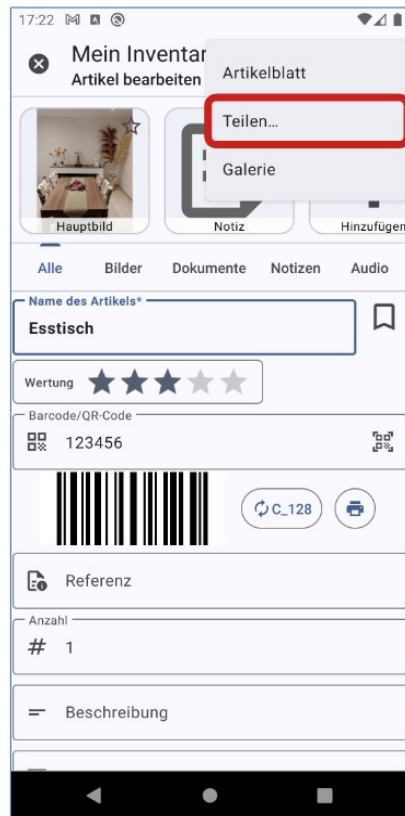 17:22
Mein Inventar
Artikel bearbeiten
Artikelblatt
Teilen...
Galerie
Hauptbild
Notiz
Hinzufügen
Alle
Bilder
Dokumente
Notizen
Audio
Name des Artikels*
Esstisch
Wertung
Barcode/QR-Code
123456
C_128
Referenz
Anzahl
# 1
Beschreibung